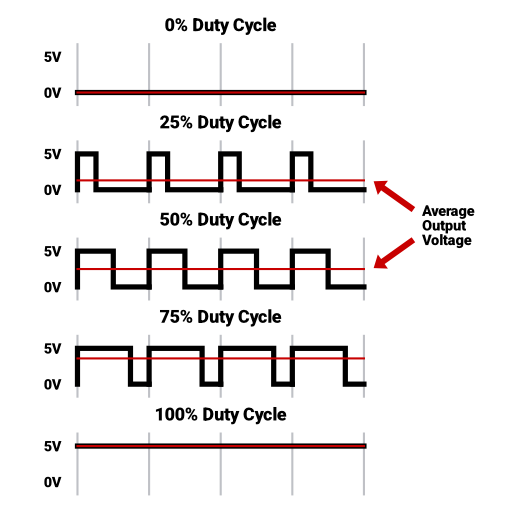 0% Duty Cycle
5V
0V
25% Duty Cycle
5V
0V
Average
Output
Voltage
50% Duty Cycle
5V
0V
75% Duty Cycle
5V
0V
100% Duty Cycle
5V
0V